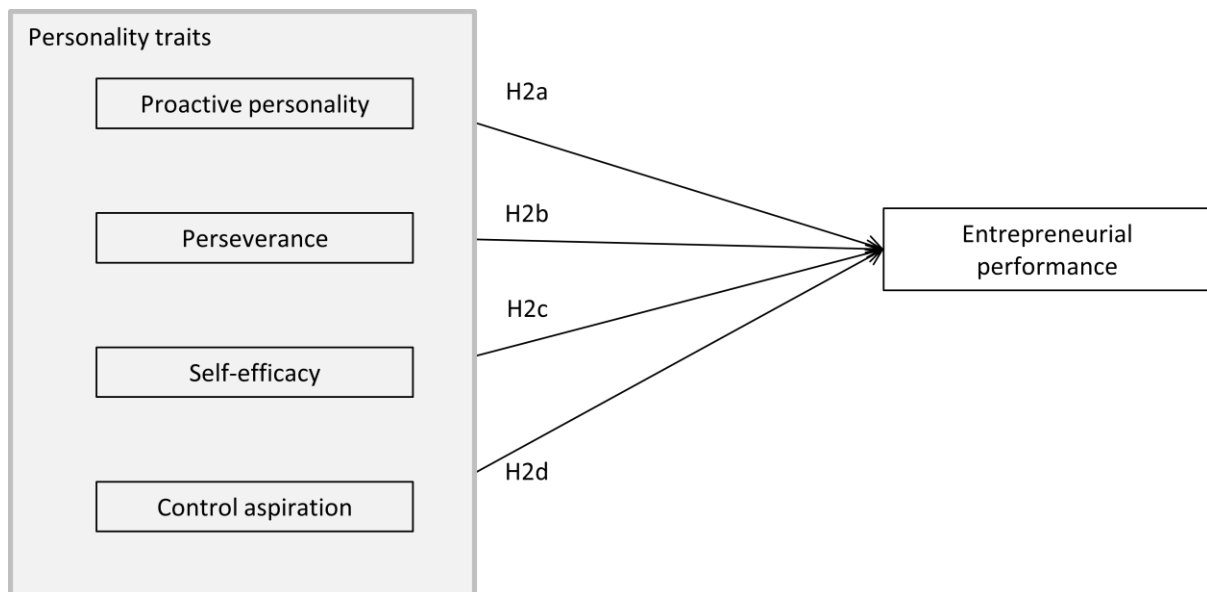 Personality traits
Proactive personality
H2a
Perseverance
H2b
Entrepreneurial
performance
H2c
Self-efficacy
H2d
Control aspiration